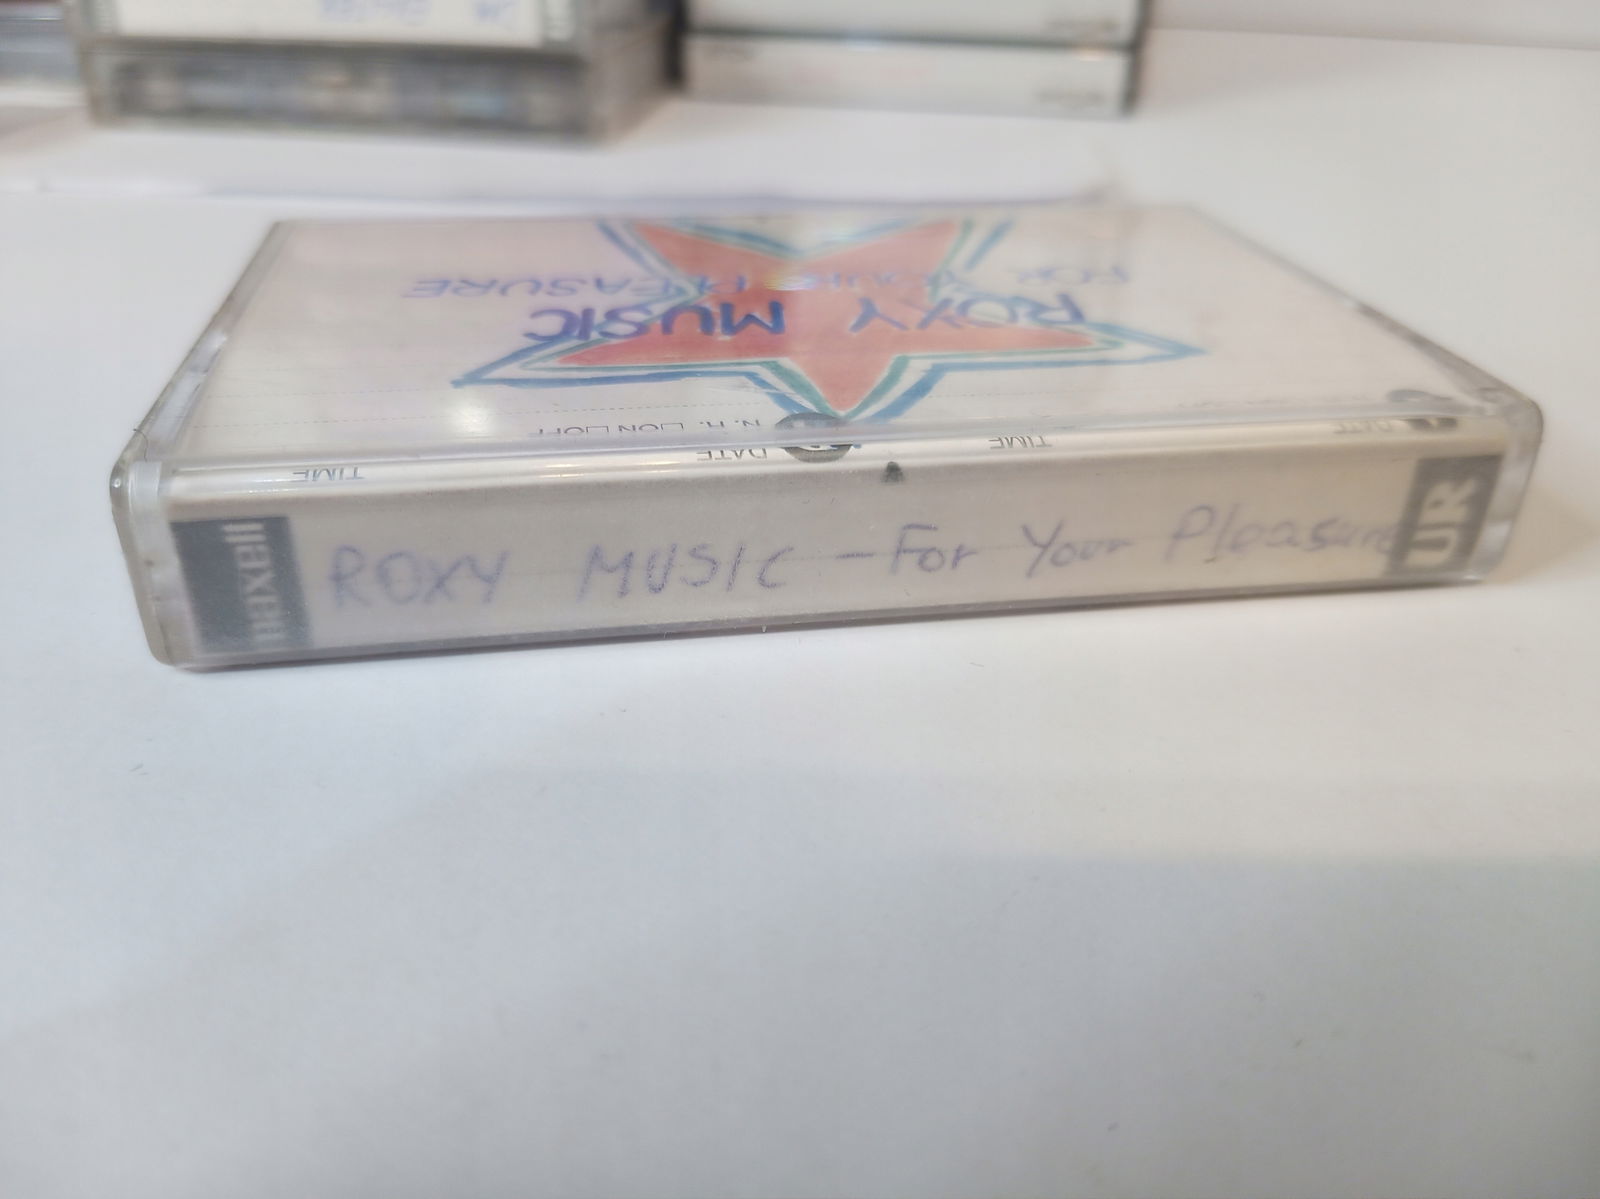 FOR YOUR PLEASURE
ROXY MUSIC
N. R. ☐ON ☐OFF
DATE
TIME
TIME
DATE
maxell
ROXY MUSIC - For Your Pleasure
UR